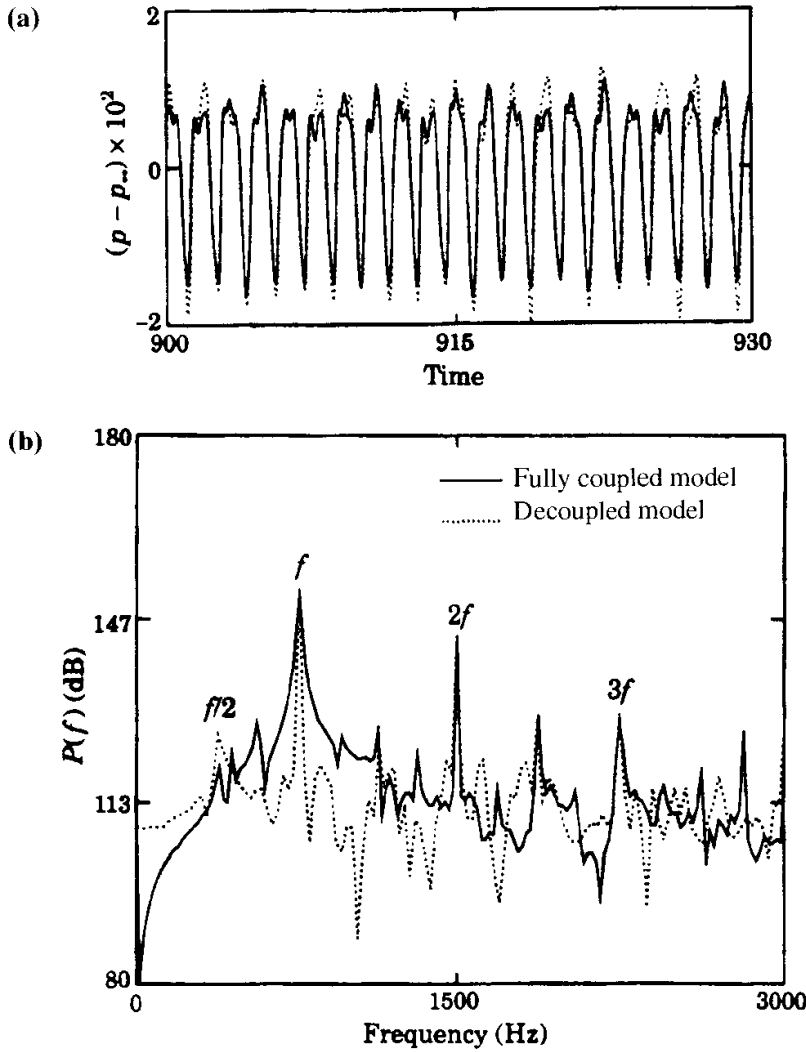 (a)
2
0
−2
(p − p∞) × 10²
900 915 930
Time
(b)
180
147
113
80
P(f) (dB)
Fully coupled model
Decoupled model
f/2
f
2f
3f
0 1500 3000
Frequency (Hz)